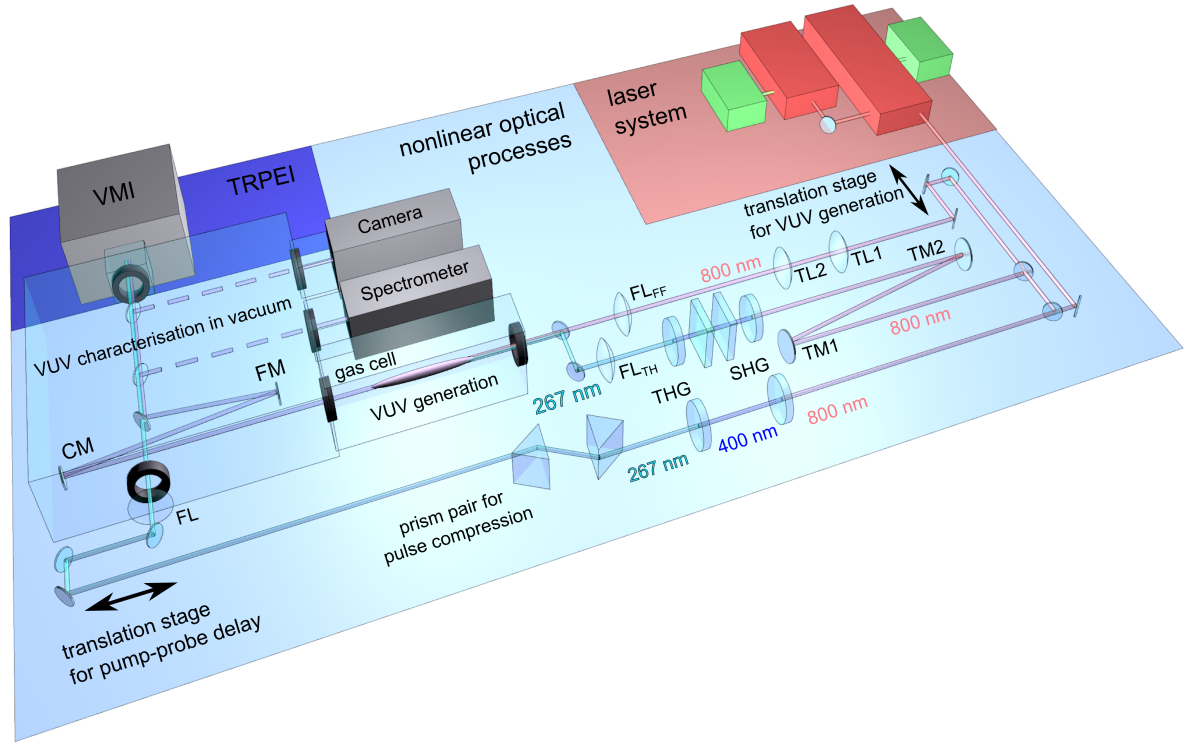 laser
system
nonlinear optical
processes
TRPEI
VMI
Camera
Spectrometer
translation stage
for VUV generation
TL1
TL2
TM2
800 nm
FL_FF
VUV characterisation in vacuum
gas cell
FM
VUV generation
FL_TH
267 nm
THG
SHG
TM1
800 nm
800 nm
400 nm
267 nm
CM
FL
prism pair for
pulse compression
translation stage
for pump-probe delay